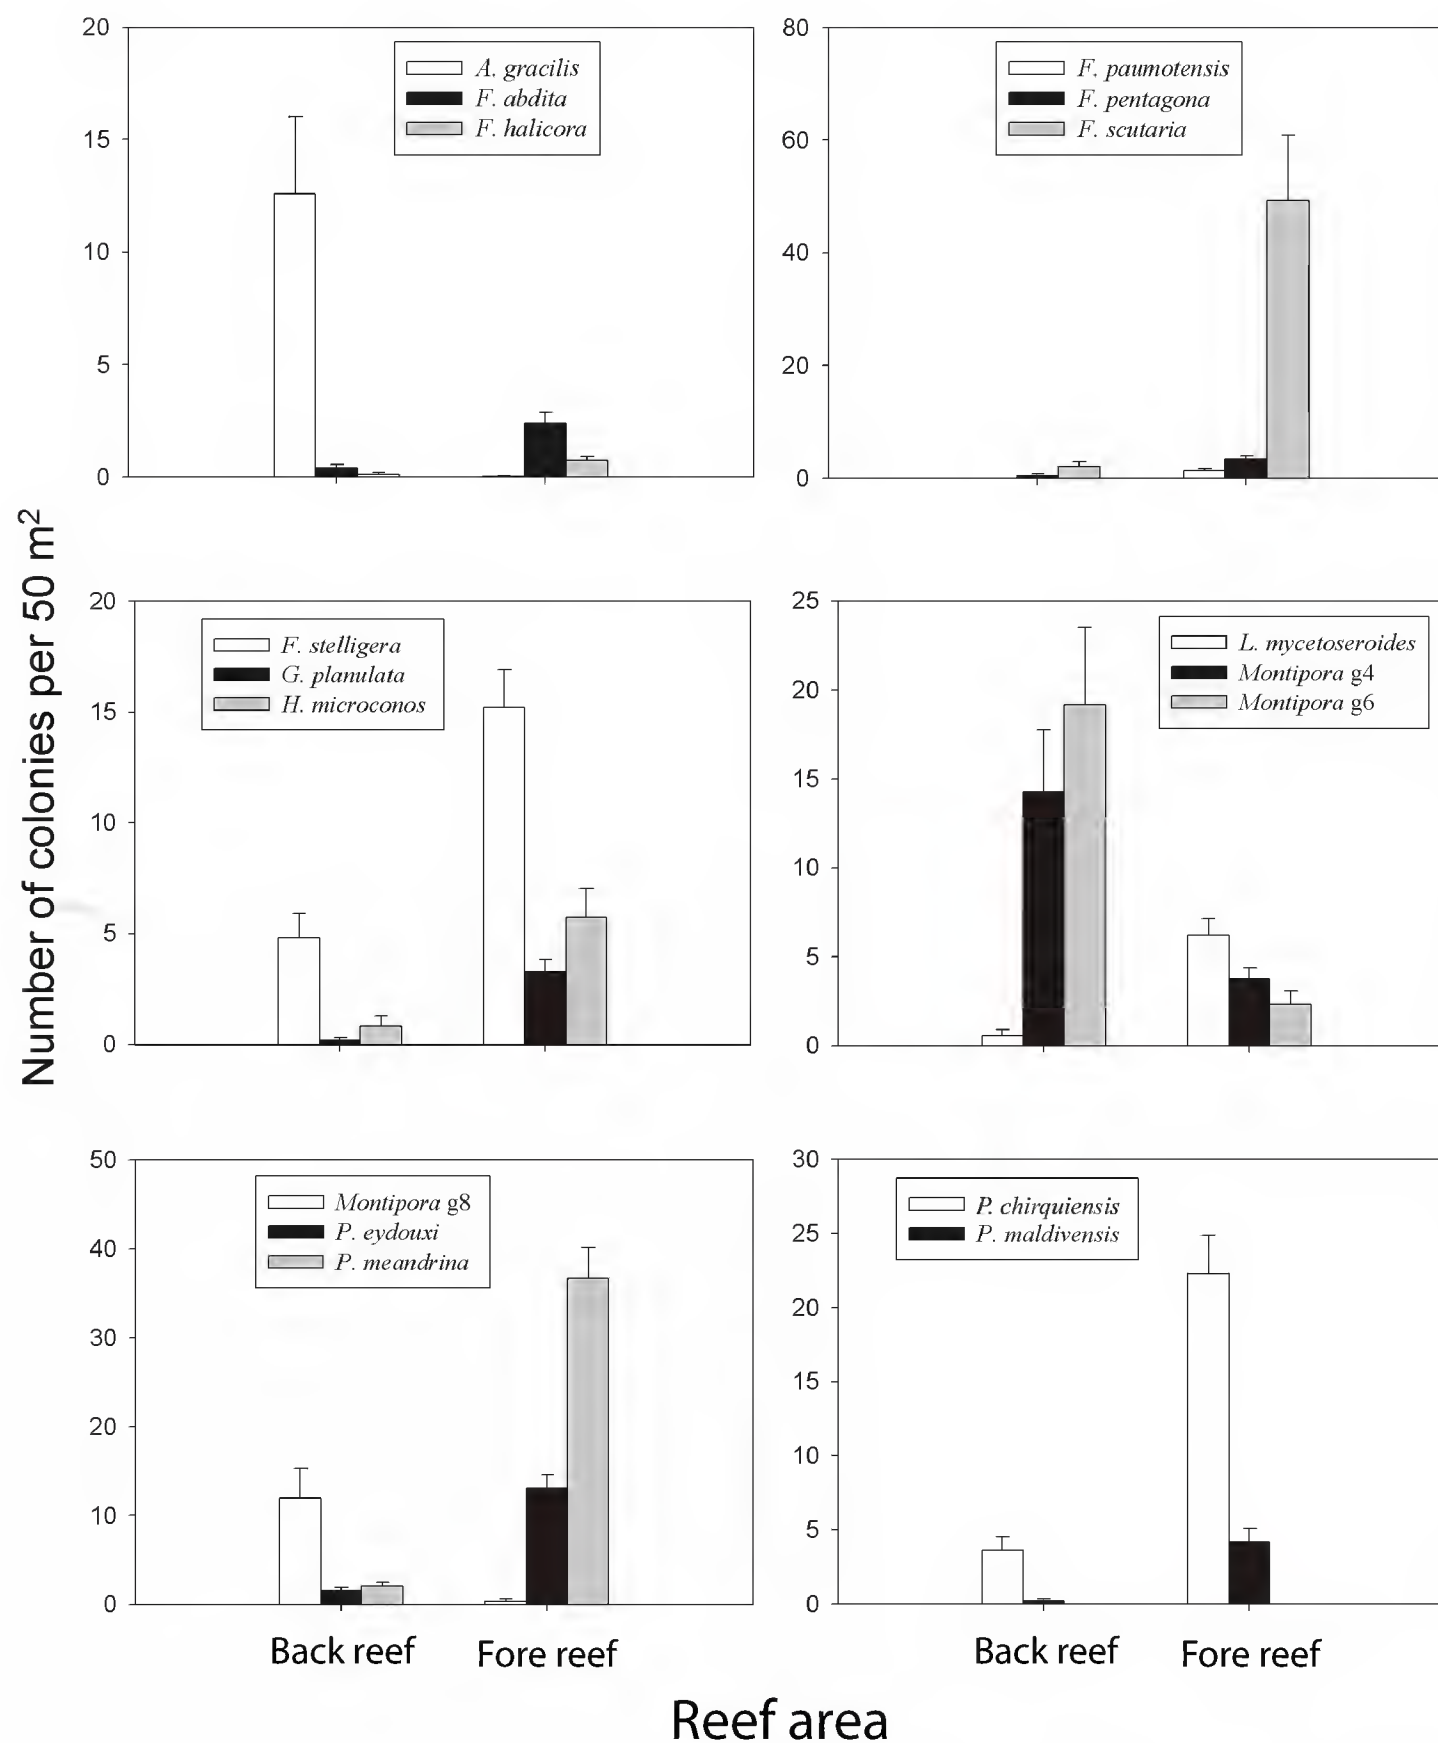 Number of colonies per 50 m²
20
15
10
5
0
A. gracilis
F. abdita
F. halicora
80
60
40
20
0
F. paumotensis
F. pentagona
F. scutaria
20
15
10
5
0
F. stelligera
G. planulata
H. microconos
25
20
15
10
5
0
L. mycetoseroides
Montipora g4
Montipora g6
50
40
30
20
10
0
Montipora g8
P. eydouxi
P. meandrina
Back reef
Fore reef
30
25
20
15
10
5
0
P. chirquiensis
P. maldivensis
Back reef
Fore reef
Reef area